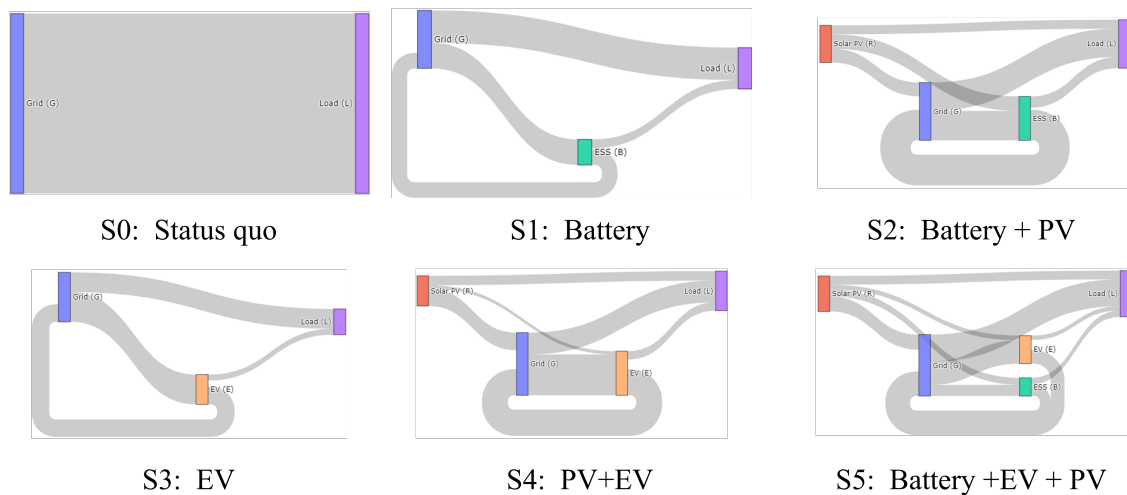 Grid (G)
Load (L)
S0: Status quo
Grid (G)
Load (L)
ESS (B)
S1: Battery
Solar PV (R)
Load (L)
Grid (G)
ESS (B)
S2: Battery + PV
Grid (G)
Load (L)
EV (E)
S3: EV
Solar PV (R)
Load (L)
Grid (G)
EV (E)
S4: PV+EV
Solar PV (R)
Load (L)
Grid (G)
EV (E)
ESS (B)
S5: Battery +EV + PV